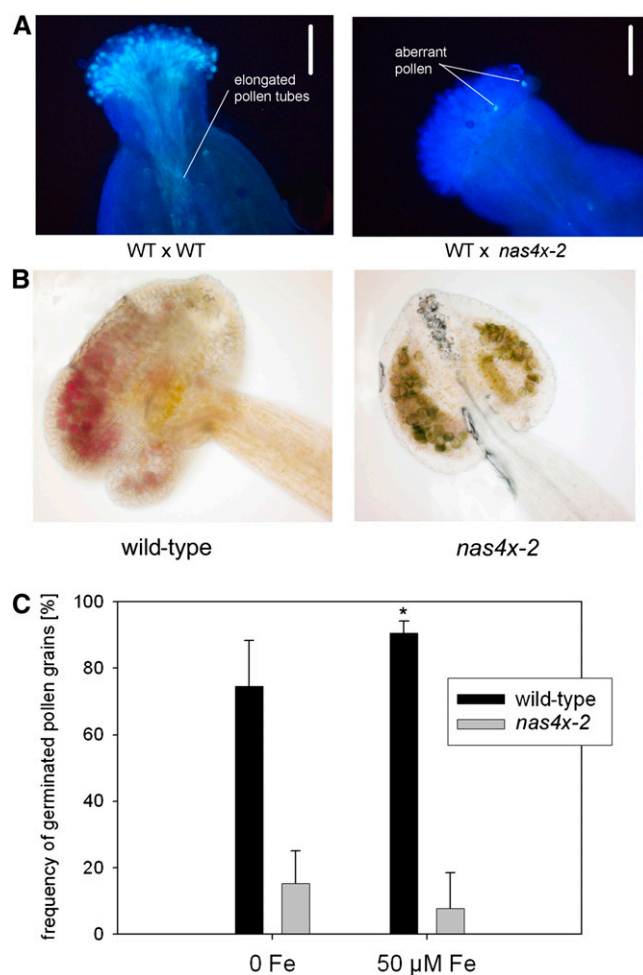 A
elongated
pollen tubes
aberrant
pollen
WT x WT
WT x nas4x-2
B
wild-type
nas4x-2
C
frequency of germinated pollen grains [%]
100
80
60
40
20
0
*
wild-type
nas4x-2
0 Fe
50 µM Fe